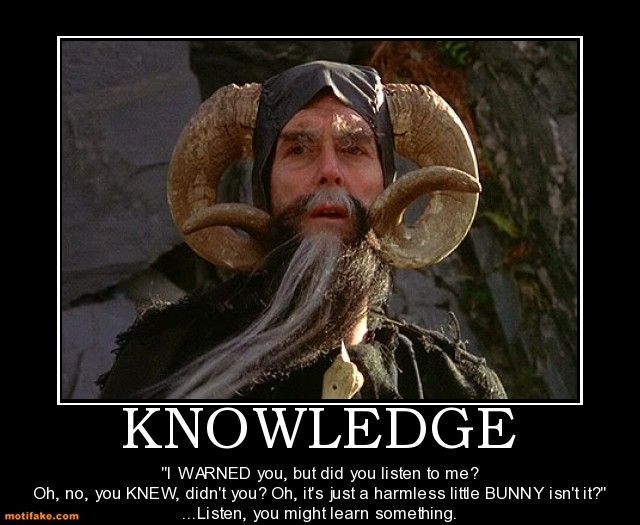 KNOWLEDGE
"I WARNED you, but did you listen to me?
Oh, no, you KNEW, didn't you? Oh, it's just a harmless little BUNNY isn't it?"
...Listen, you might learn something.
motifake.com